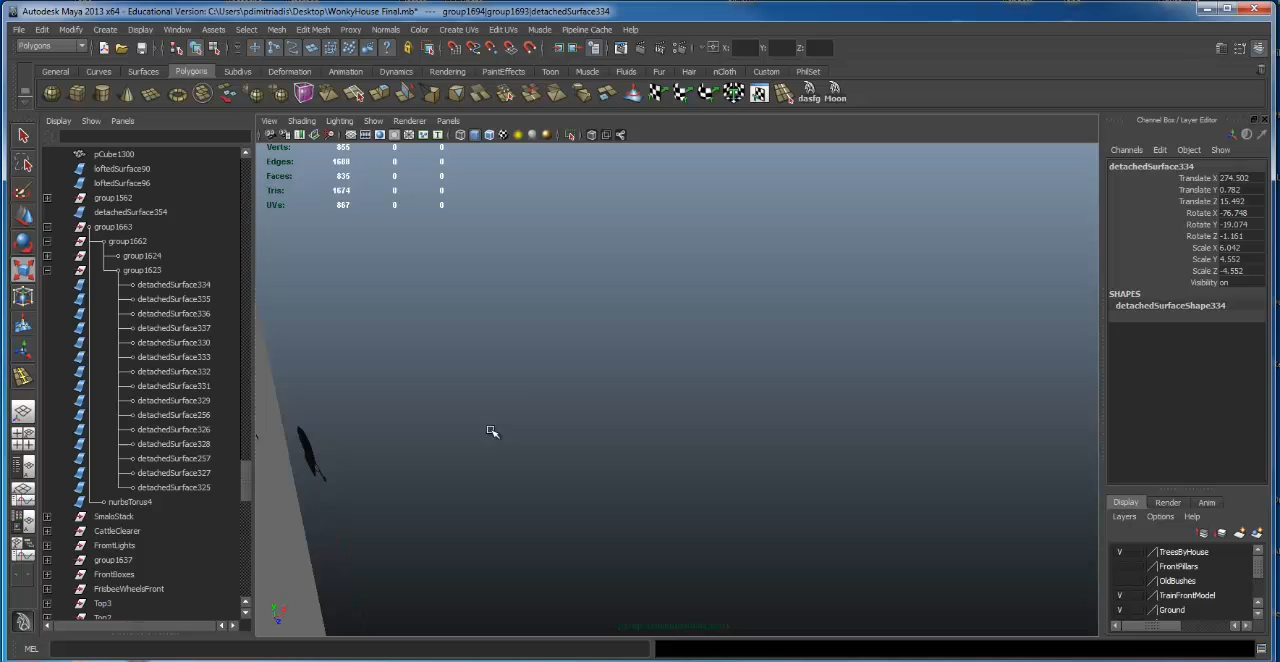 Autodesk Maya 2013 x64 - Educational Version: C:\Users\pdimitriadis\Desktop\WonkyHouse Final.mb* --- group1694|group1693|detachedSurface334
File Edit Modify Create Display Window Assets Select Mesh Edit Mesh Proxy Normals Color Create UVs Edit UVs Muscle Pipeline Cache Help
Polygons X: Y: Z:
General Curves Surfaces Polygons Subdivs Deformation Animation Dynamics Rendering PaintEffects Toon Muscle Fluids Fur Hair nCloth Custom PhilSet
dasfg Moon
Display Show Panels
View Shading Lighting Show Renderer Panels
Channel Box / Layer Editor
Channels Edit Object Show
pCube1300
loftedSurface90
loftedSurface96
group1562
detachedSurface354
group1663
group1662
group1624
group1623
detachedSurface334
detachedSurface335
detachedSurface336
detachedSurface337
detachedSurface330
detachedSurface333
detachedSurface332
detachedSurface331
detachedSurface329
detachedSurface256
detachedSurface326
detachedSurface328
detachedSurface257
detachedSurface327
detachedSurface325
nurbsTorus4
SmaloStack
CattleClearer
FromtLights
group1637
FrontBoxes
FrisbeeWheelsFront
Top3
Top2
Verts: 855 0 0
Edges: 1688 0 0
Faces: 835 0 0
Tris: 1674 0 0
UVs: 867 0 0
detachedSurface334
Translate X 274.502
Translate Y 0.782
Translate Z 15.492
Rotate X -76.748
Rotate Y -19.074
Rotate Z -1.161
Scale X 6.042
Scale Y 4.552
Scale Z -4.552
Visibility on
SHAPES
detachedSurfaceShape334
Display Render Anim
Layers Options Help
V TreesByHouse
FrontPillars
OldBushes
V TrainFrontModel
V Ground
MEL